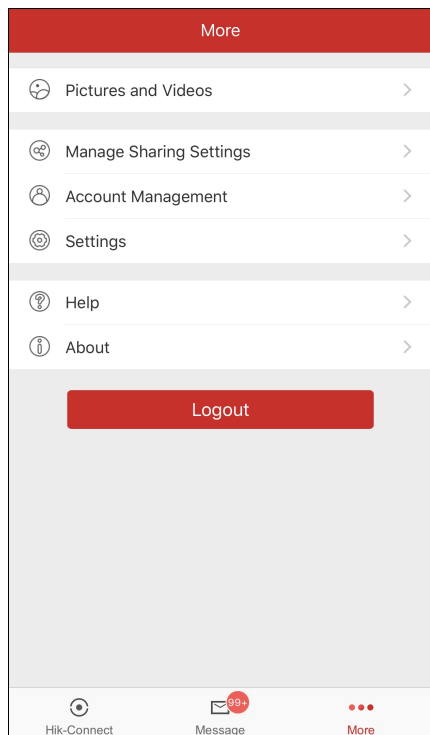 More
Pictures and Videos
Manage Sharing Settings
Account Management
Settings
Help
About
Logout
99+
Hik-Connect
Message
More